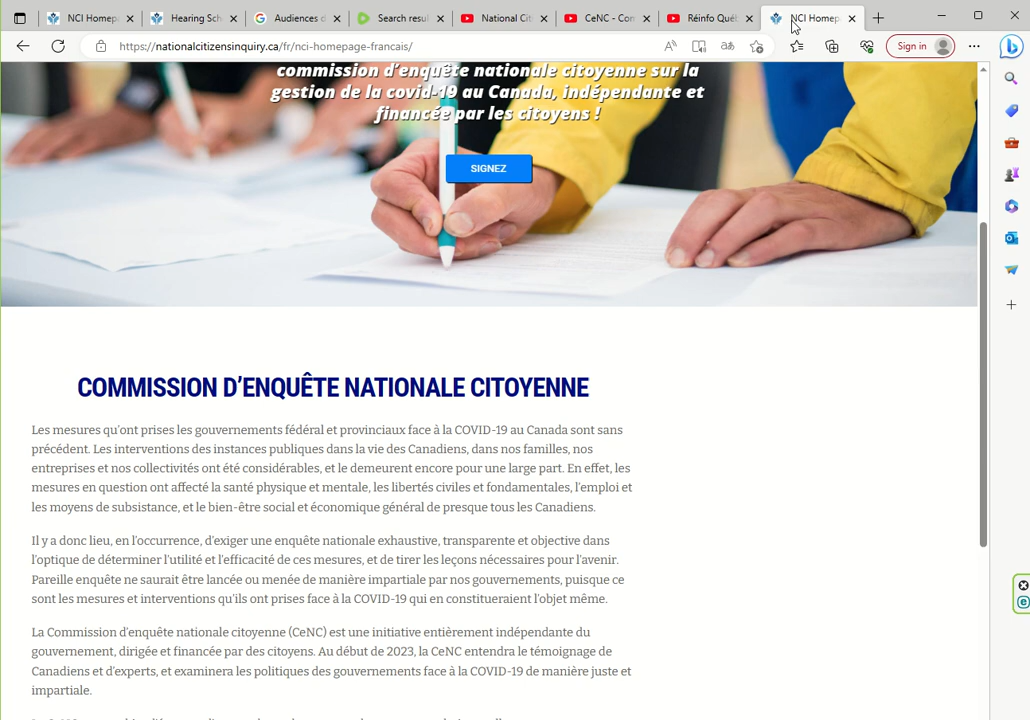 NCI Homep
Hearing Sch
Audiences d
Search resu
National Cit
CeNC - Con
Réinfo Qué
NCI Homep
https://nationalcitizensinquiry.ca/fr/nci-homepage-francais/
Sign in
commission d'enquête nationale citoyenne sur la
gestion de la covid-19 au Canada, indépendante et
financée par les citoyens !
SIGNEZ
COMMISSION D'ENQUÊTE NATIONALE CITOYENNE
Les mesures qu'ont prises les gouvernements fédéral et provinciaux face à la COVID-19 au Canada sont sans
précédent. Les interventions des instances publiques dans la vie des Canadiens, dans nos familles, nos
entreprises et nos collectivités ont été considérables, et le demeurent encore pour une large part. En effet, les
mesures en question ont affecté la santé physique et mentale, les libertés civiles et fondamentales, l'emploi et
les moyens de subsistance, et le bien-être social et économique général de presque tous les Canadiens.
Il y a donc lieu, en l'occurrence, d'exiger une enquête nationale exhaustive, transparente et objective dans
l'optique de déterminer l'utilité et l'efficacité de ces mesures, et de tirer les leçons nécessaires pour l'avenir.
Pareille enquête ne saurait être lancée ou menée de manière impartiale par nos gouvernements, puisque ce
sont les mesures et interventions qu'ils ont prises face à la COVID-19 qui en constitueraient l'objet même.
La Commission d'enquête nationale citoyenne (CeNC) est une initiative entièrement indépendante du
gouvernement, dirigée et financée par des citoyens. Au début de 2023, la CeNC entendra le témoignage de
Canadiens et d'experts, et examinera les politiques des gouvernements face à la COVID-19 de manière juste et
impartiale.